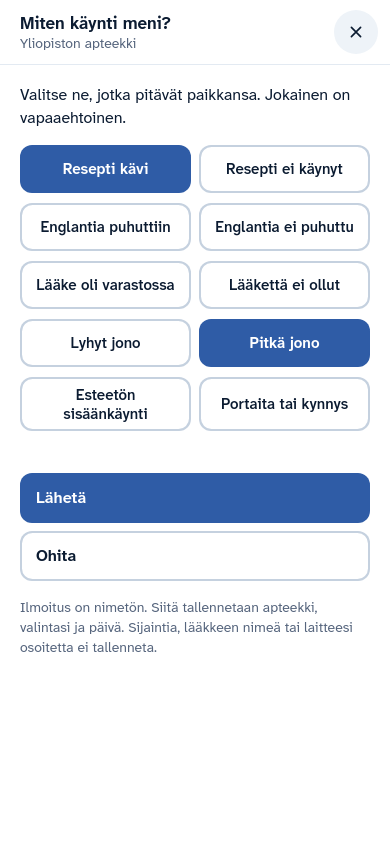 Miten käynti meni?
Yliopiston apteekki
Valitse ne, jotka pitävät paikkansa. Jokainen on
vapaaehtoinen.
Resepti kävi
Resepti ei käynyt
Englantia puhuttiin
Englantia ei puhuttu
Lääke oli varastossa
Lääkettä ei ollut
Lyhyt jono
Pitkä jono
Esteetön
sisäänkäynti
Portaita tai kynnys
Lähetä
Ohita
Ilmoitus on nimetön. Siitä tallennetaan apteekki,
valintasi ja päivä. Sijaintia, lääkkeen nimeä tai laitteesi
osoitetta ei tallenneta.